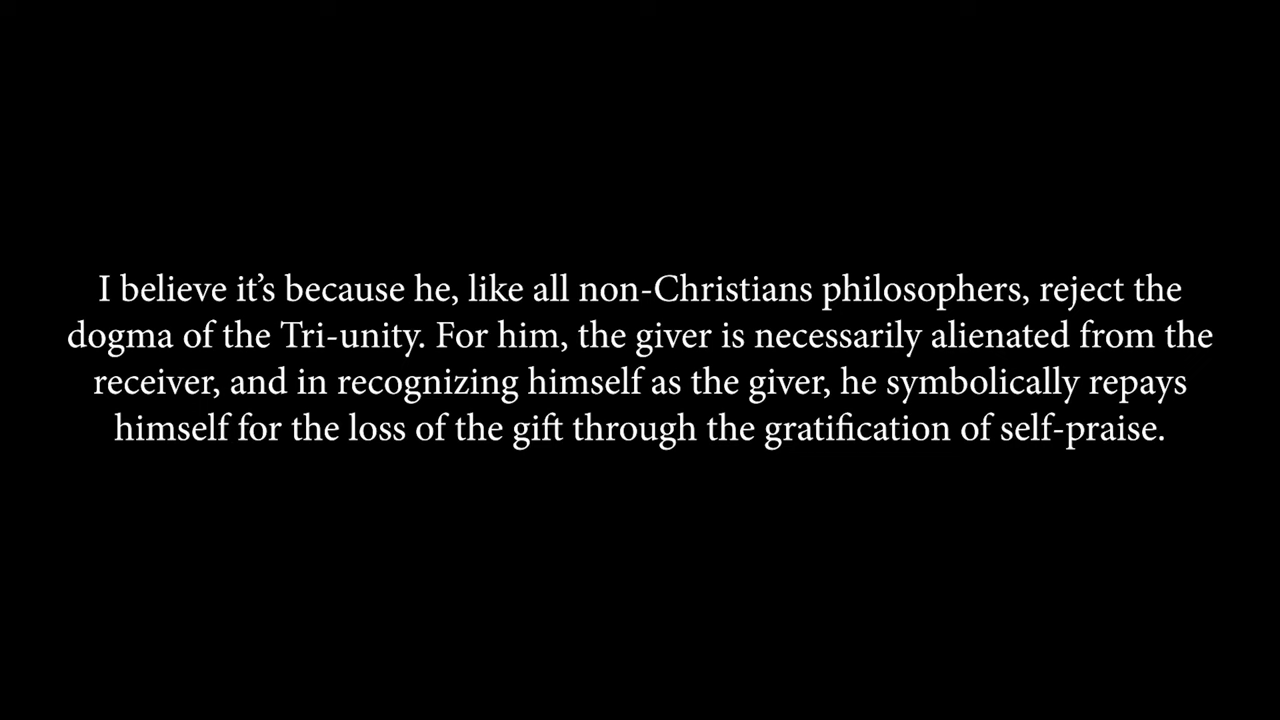 I believe it’s because he, like all non-Christians philosophers, reject the
dogma of the Tri-unity. For him, the giver is necessarily alienated from the
receiver, and in recognizing himself as the giver, he symbolically repays
himself for the loss of the gift through the gratification of self-praise.